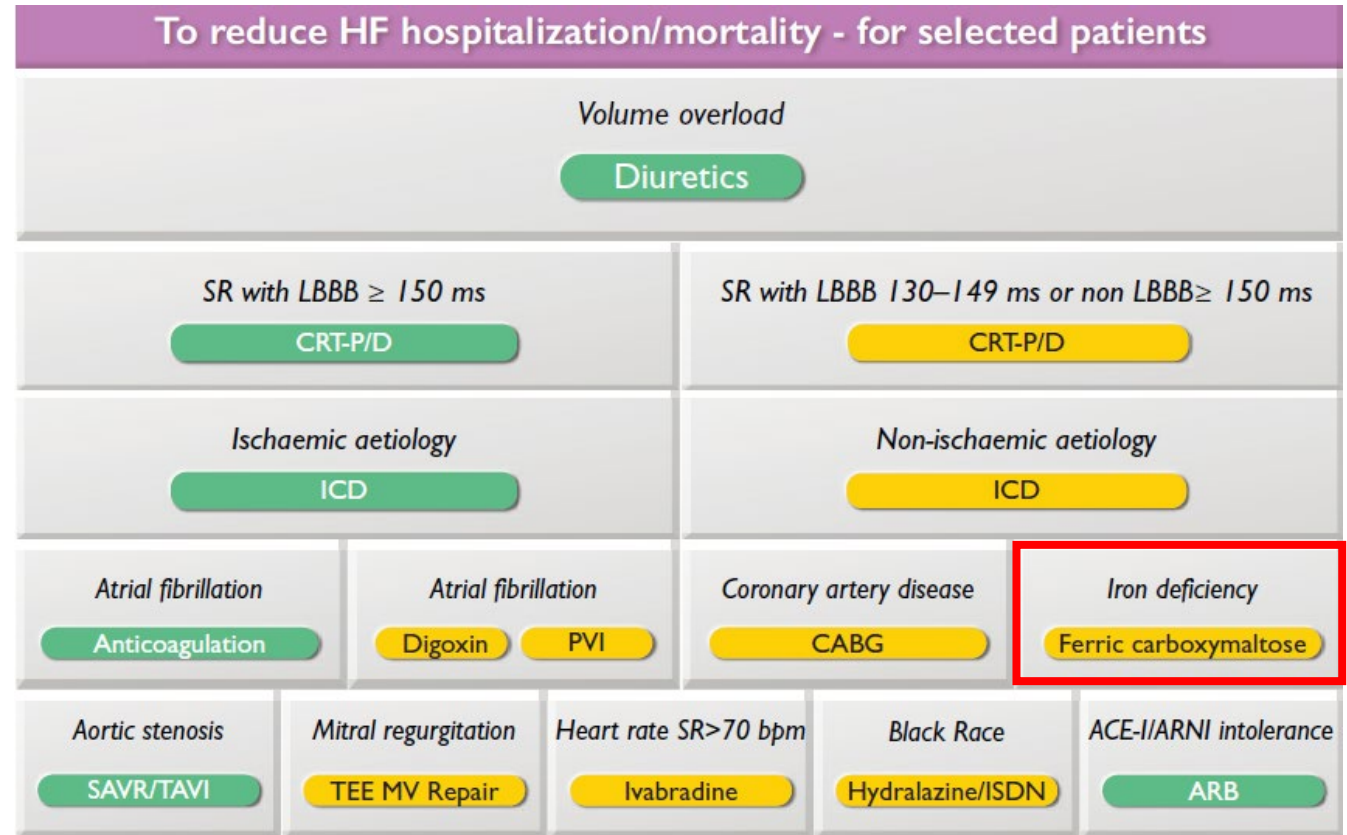 To reduce HF hospitalization/mortality - for selected patients
Volume overload
Diuretics
SR with LBBB ≥ 150 ms
CRT-P/D
SR with LBBB 130–149 ms or non LBBB≥ 150 ms
CRT-P/D
Ischaemic aetiology
ICD
Non-ischaemic aetiology
ICD
Atrial fibrillation
Anticoagulation
Atrial fibrillation
Digoxin PVI
Coronary artery disease
CABG
Iron deficiency
Ferric carboxymaltose
Aortic stenosis
SAVR/TAVI
Mitral regurgitation
TEE MV Repair
Heart rate SR>70 bpm
Ivabradine
Black Race
Hydralazine/ISDN
ACE-I/ARNI intolerance
ARB